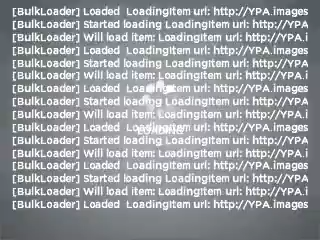 [BulkLoader] Loaded LoadingItem url: http://YPA.images
[BulkLoader] Started loading LoadingItem url: http://YPA
[BulkLoader] Will load item: LoadingItem url: http://YPA.i
[BulkLoader] Loaded LoadingItem url: http://YPA.images
[BulkLoader] Started loading LoadingItem url: http://YPA
[BulkLoader] Will load item: LoadingItem url: http://YPA.i
[BulkLoader] Loaded LoadingItem url: http://YPA.images
[BulkLoader] Started loading LoadingItem url: http://YPA
[BulkLoader] Will load item: LoadingItem url: http://YPA.i
[BulkLoader] Loaded LoadingItem url: http://YPA.images
LOADING
[BulkLoader] Started loading LoadingItem url: http://YPA
[BulkLoader] Will load item: LoadingItem url: http://YPA.i
[BulkLoader] Loaded LoadingItem url: http://YPA.images
[BulkLoader] Started loading LoadingItem url: http://YPA
[BulkLoader] Will load item: LoadingItem url: http://YPA.i
[BulkLoader] Loaded LoadingItem url: http://YPA.images